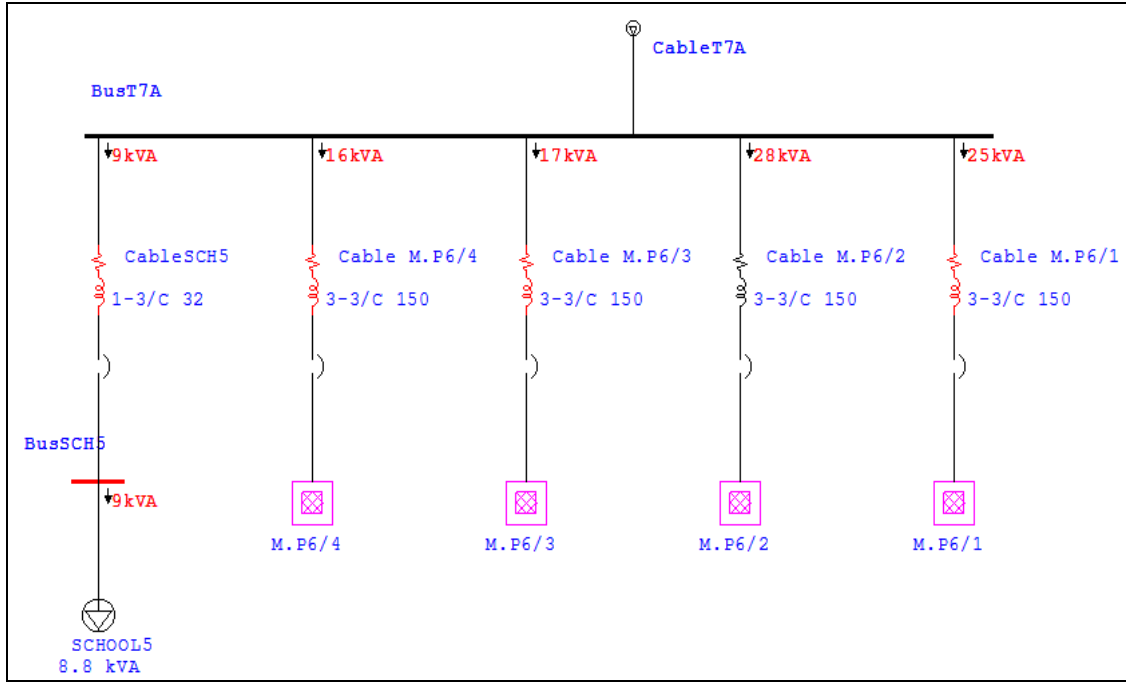 CableT7A
BusT7A
9kVA
16kVA
17kVA
28kVA
25kVA
CableSCH5
Cable M.P6/4
Cable M.P6/3
Cable M.P6/2
Cable M.P6/1
1-3/C 32
3-3/C 150
3-3/C 150
3-3/C 150
3-3/C 150
BusSCH5
9kVA
M.P6/4
M.P6/3
M.P6/2
M.P6/1
SCHOOL5
8.8 kVA